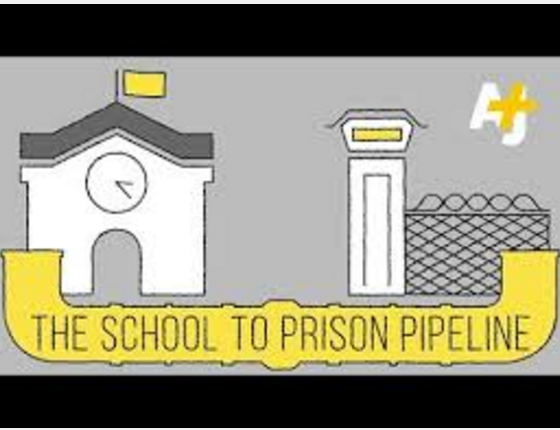 AJ+
THE SCHOOL TO PRISON PIPELINE